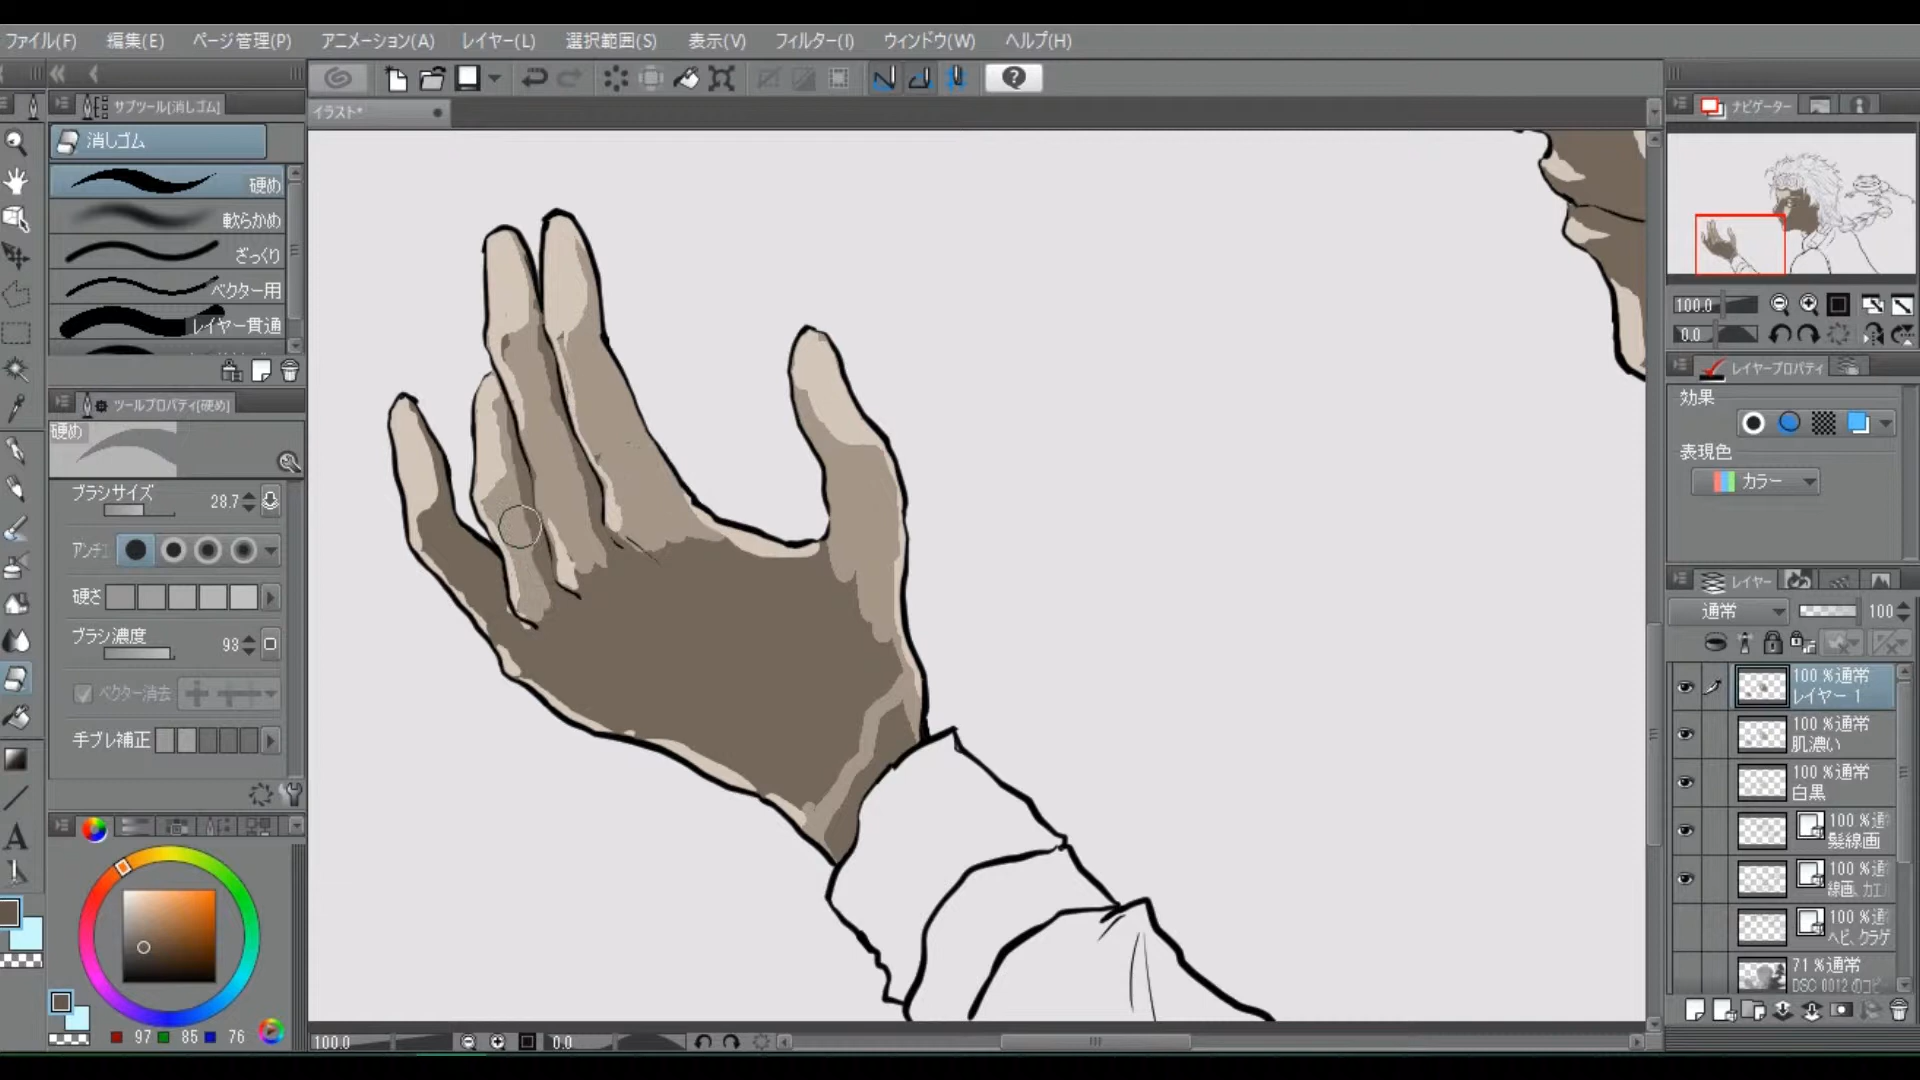 ファイル(F) 編集(E) ページ管理(P) アニメーション(A) レイヤー(L) 選択範囲(S) 表示(V) フィルター(I) ウィンドウ(W) ヘルプ(H)
サブツール[消しゴム]
イラスト*
ナビゲーター
消しゴム
硬め
軟らかめ
ざっくり
ベクター用
レイヤー貫通
100.0
0.0
レイヤープロパティ
ツールプロパティ[硬め]
硬め
効果
表現色
カラー
ブラシサイズ 28.7
アンチ
硬さ
ブラシ濃度 93
ベクター消去
手ブレ補正
レイヤー
通常 100
100 %通常
レイヤー 1
100 %通常
肌濃い
100 %通常
白黒
100 %通
髪線画
100 %通
線画、カエ
100 %通
ヘビ、クラゲ
71 %通常
DSC 0012 のコピ
97 85 76
100.0 0.0